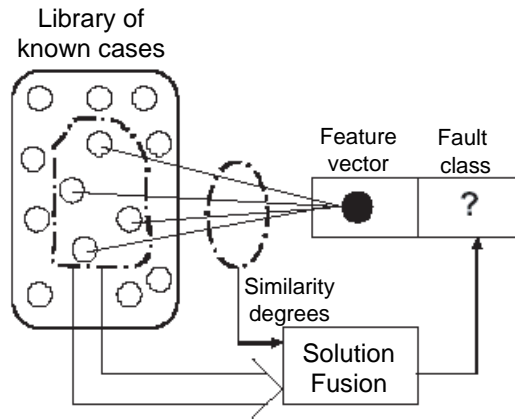 Library of
known cases
Feature
vector
Fault
class
?
Similarity
degrees
Solution
Fusion